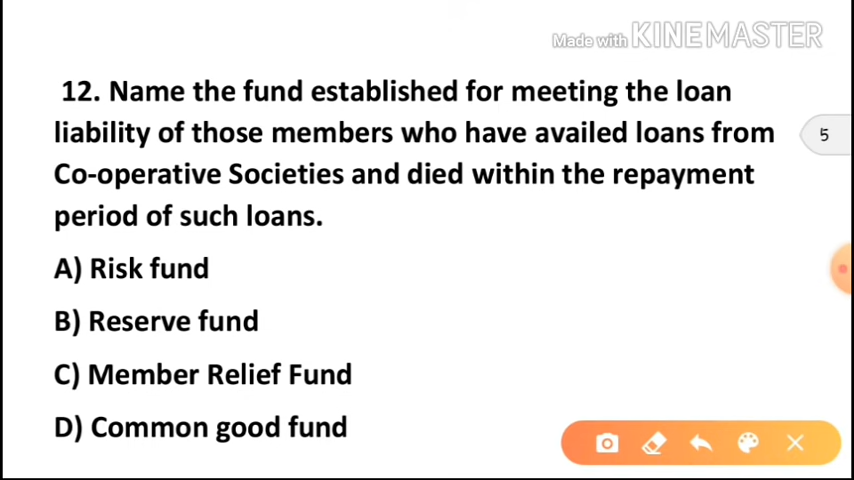 Made with KINEMASTER
12. Name the fund established for meeting the loan
liability of those members who have availed loans from
Co-operative Societies and died within the repayment
period of such loans.
5
A) Risk fund
B) Reserve fund
C) Member Relief Fund
D) Common good fund